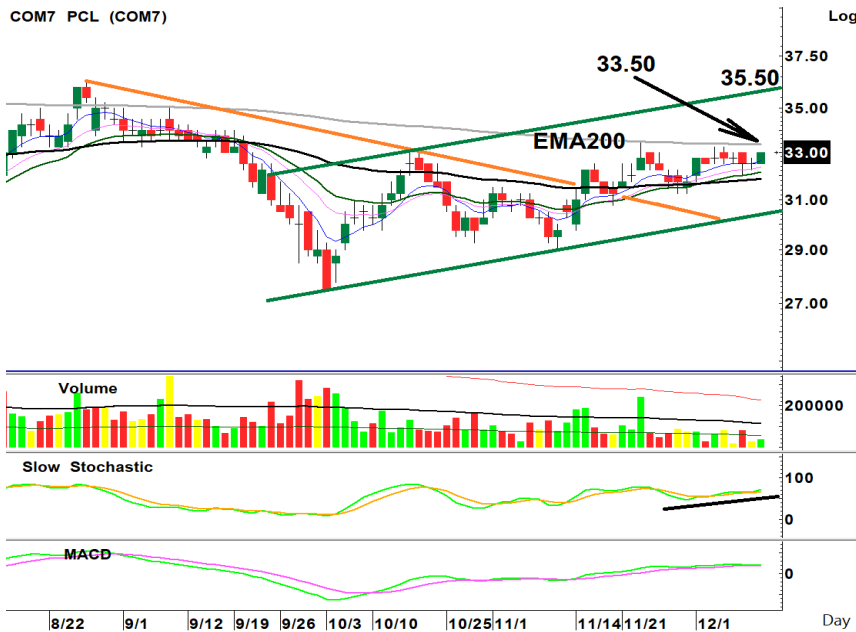 COM7 PCL (COM7)
Log
37.50
33.50
35.50
35.00
EMA200
33.00
31.00
29.00
27.00
Volume
200000
Slow Stochastic
100
0
MACD
0
8/22 9/1 9/12 9/19 9/26 10/3 10/10 10/25 11/1 11/14 11/21 12/1 Day